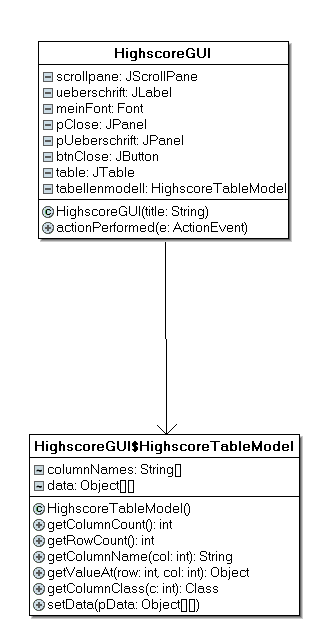 HighscoreGUI
scrollpane: JScrollPane
ueberschrift: JLabel
meinFont: Font
pClose: JPanel
pUeberschrift: JPanel
btnClose: JButton
table: JTable
tabellenmodell: HighscoreTableModel
HighscoreGUI(title: String)
actionPerformed(e: ActionEvent)
HighscoreGUI$HighscoreTableModel
columnNames: String[]
data: Object[][]
HighscoreTableModel()
getColumnCount(): int
getRowCount(): int
getColumnName(col: int): String
getValueAt(row: int, col: int): Object
getColumnClass(c: int): Class
setData(pData: Object[][])